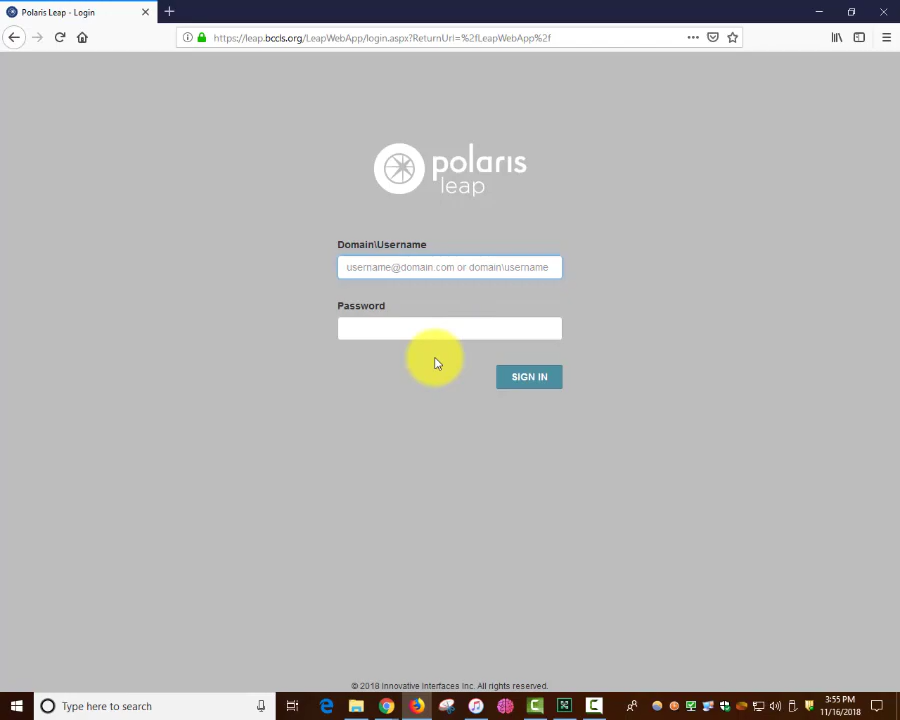 Polaris Leap - Login
https://leap.bccls.org/LeapWebApp/login.aspx?ReturnUrl=%2fLeapWebApp%2f
polaris
leap
Domain\Username
username@domain.com or domain\username
Password
SIGN IN
© 2018 Innovative Interfaces Inc. All rights reserved.
Type here to search
3:55 PM
11/16/2018